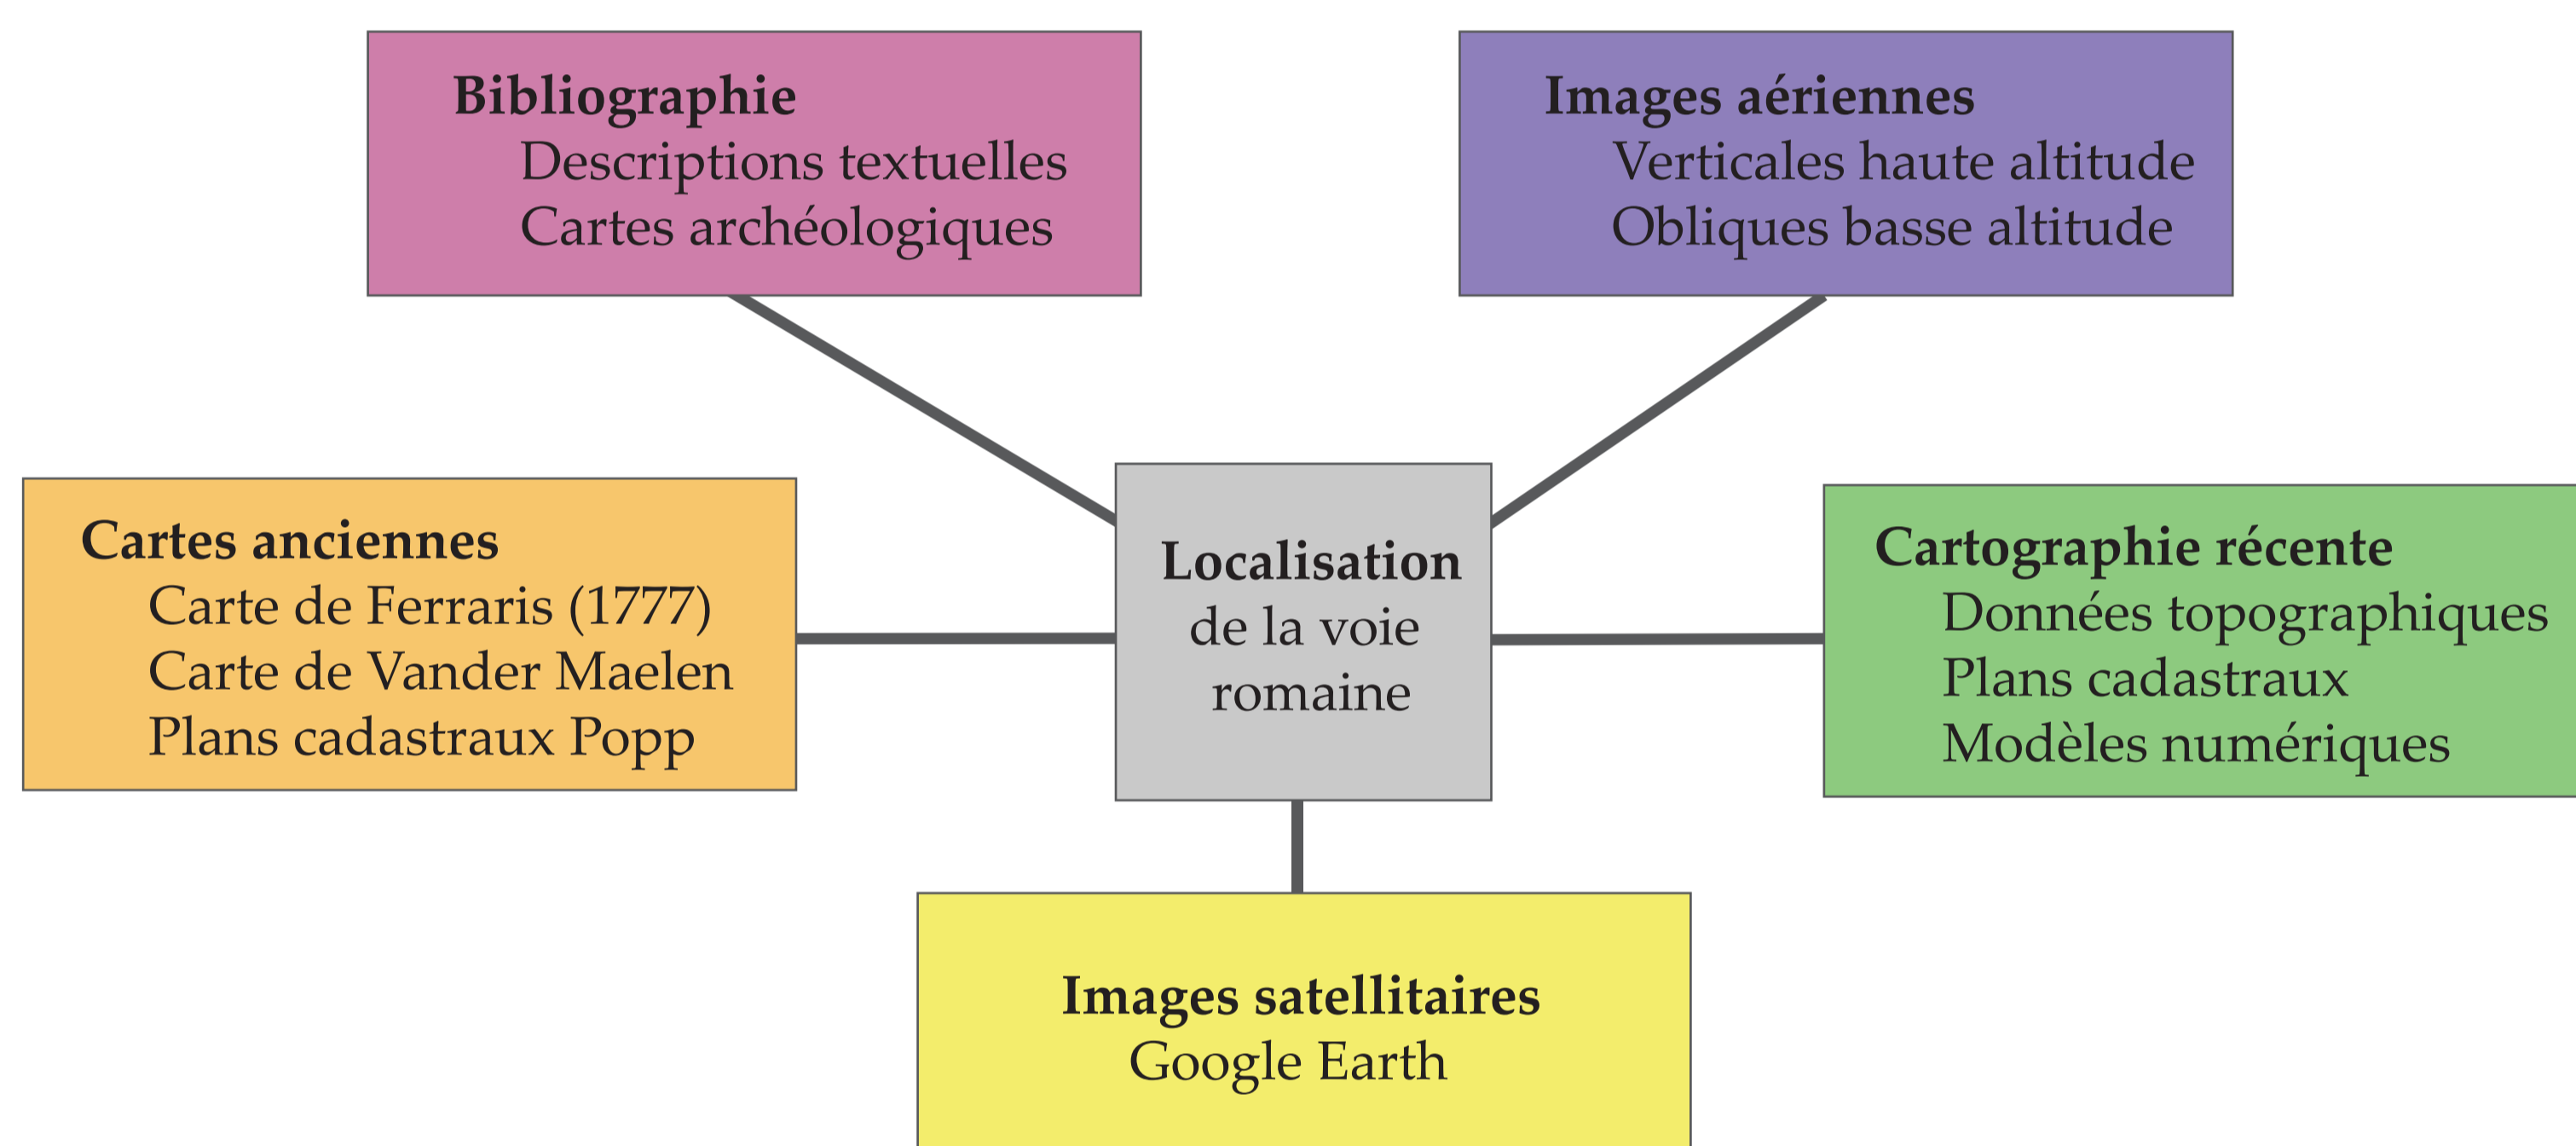 Bibliographie
Descriptions textuelles
Cartes archéologiques
Images aériennes
Verticales haute altitude
Obliques basse altitude
Cartes anciennes
Carte de Ferraris (1777)
Carte de Vander Maelen
Plans cadastraux Popp
Localisation
de la voie
romaine
Cartographie récente
Données topographiques
Plans cadastraux
Modèles numériques
Images satellitaires
Google Earth